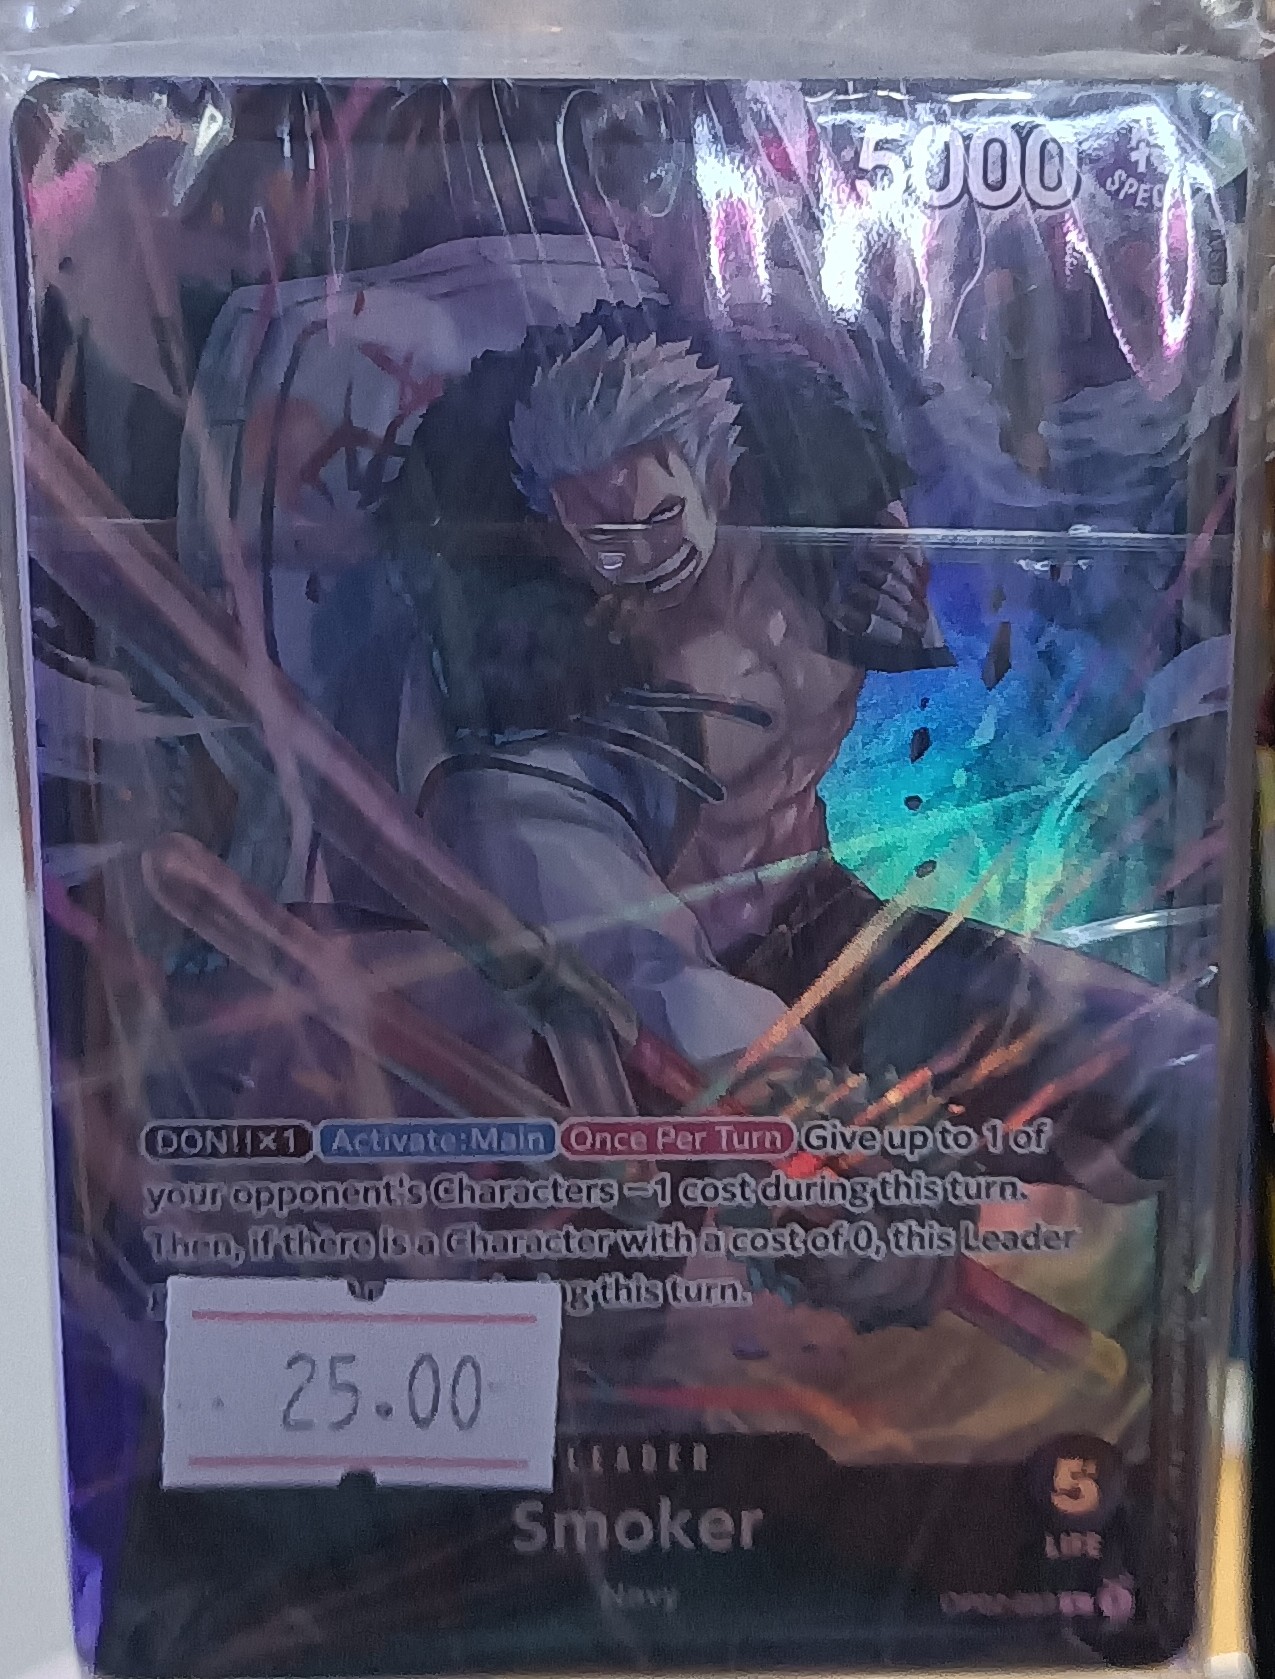 5000
SPEC
DON!!×1 Activate:Main Once Per Turn Give up to 1 of
your opponent's Characters −1 cost during this turn.
Then, if there is a Character with a cost of 0, this Leader
this turn.
25.00
LEADER
5
Smoker
LIFE
Navy